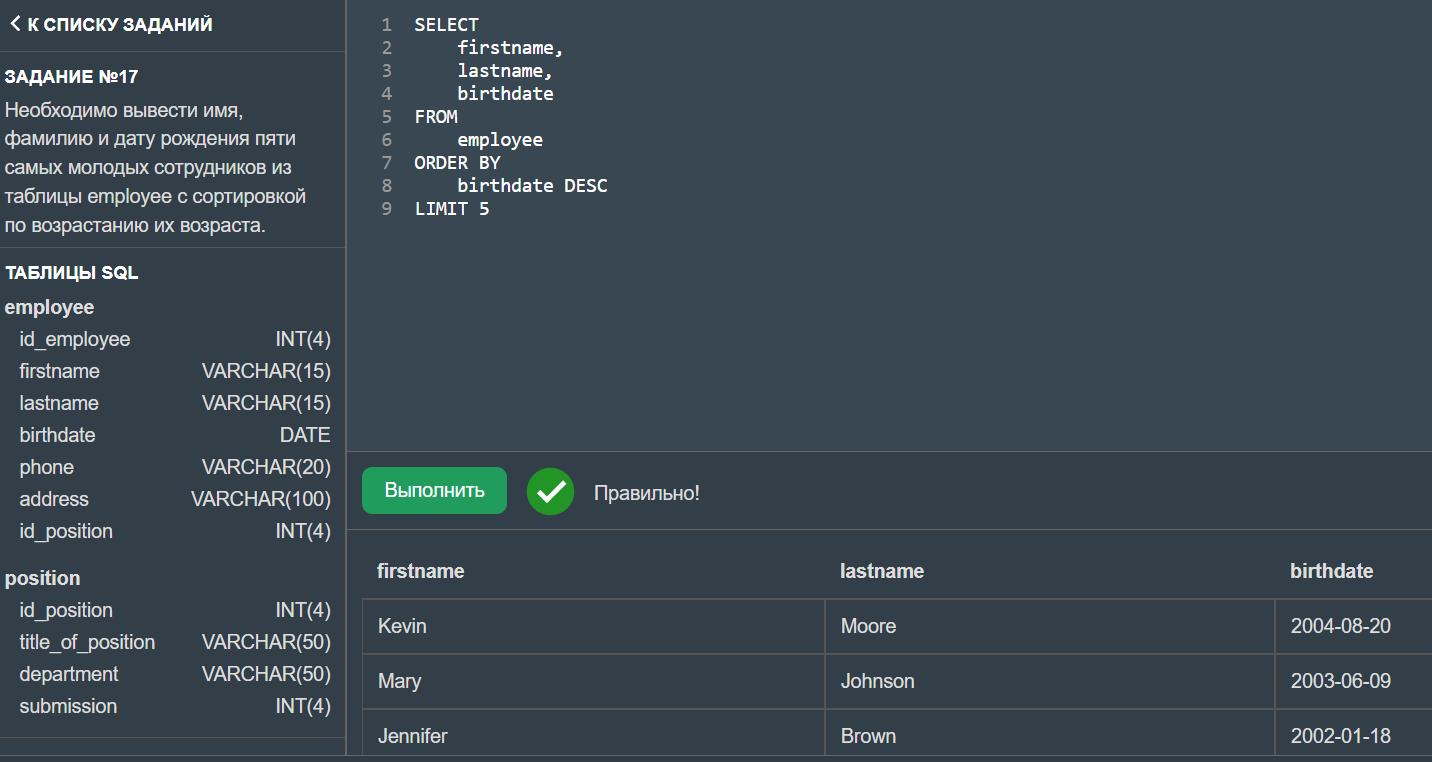 К СПИСКУ ЗАДАНИЙ
ЗАДАНИЕ №17
Необходимо вывести имя,
фамилию и дату рождения пяти
самых молодых сотрудников из
таблицы employee с сортировкой
по возрастанию их возраста.
ТАБЛИЦЫ SQL
employee
id_employee INT(4)
firstname VARCHAR(15)
lastname VARCHAR(15)
birthdate DATE
phone VARCHAR(20)
address VARCHAR(100)
id_position INT(4)
position
id_position INT(4)
title_of_position VARCHAR(50)
department VARCHAR(50)
submission INT(4)
1 SELECT
2 firstname,
3 lastname,
4 birthdate
5 FROM
6 employee
7 ORDER BY
8 birthdate DESC
9 LIMIT 5
Выполнить Правильно!
firstname lastname birthdate
Kevin Moore 2004-08-20
Mary Johnson 2003-06-09
Jennifer Brown 2002-01-18